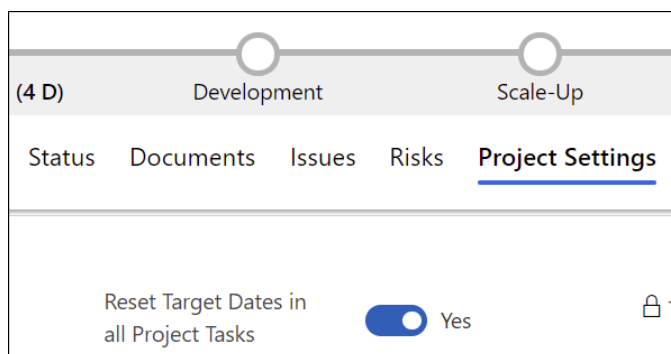 (4 D) Development Scale-Up
Status Documents Issues Risks Project Settings
Reset Target Dates in
all Project Tasks
Yes